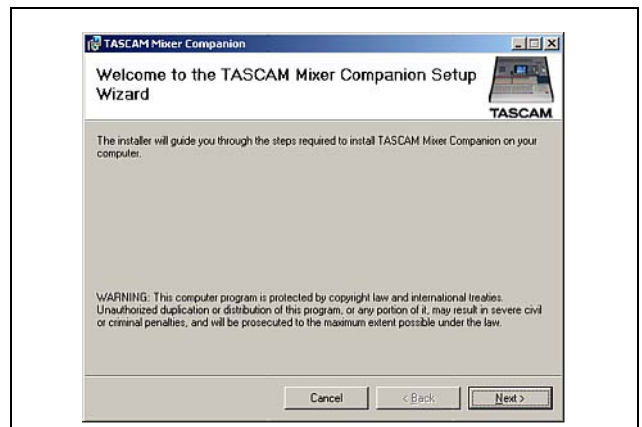 TASCAM Mixer Companion
Welcome to the TASCAM Mixer Companion Setup
Wizard
TASCAM
The installer will guide you through the steps required to install TASCAM Mixer Companion on your
computer.
WARNING: This computer program is protected by copyright law and international treaties.
Unauthorized duplication or distribution of this program, or any portion of it, may result in severe civil
or criminal penalties, and will be prosecuted to the maximum extent possible under the law.
Cancel
< Back
Next >